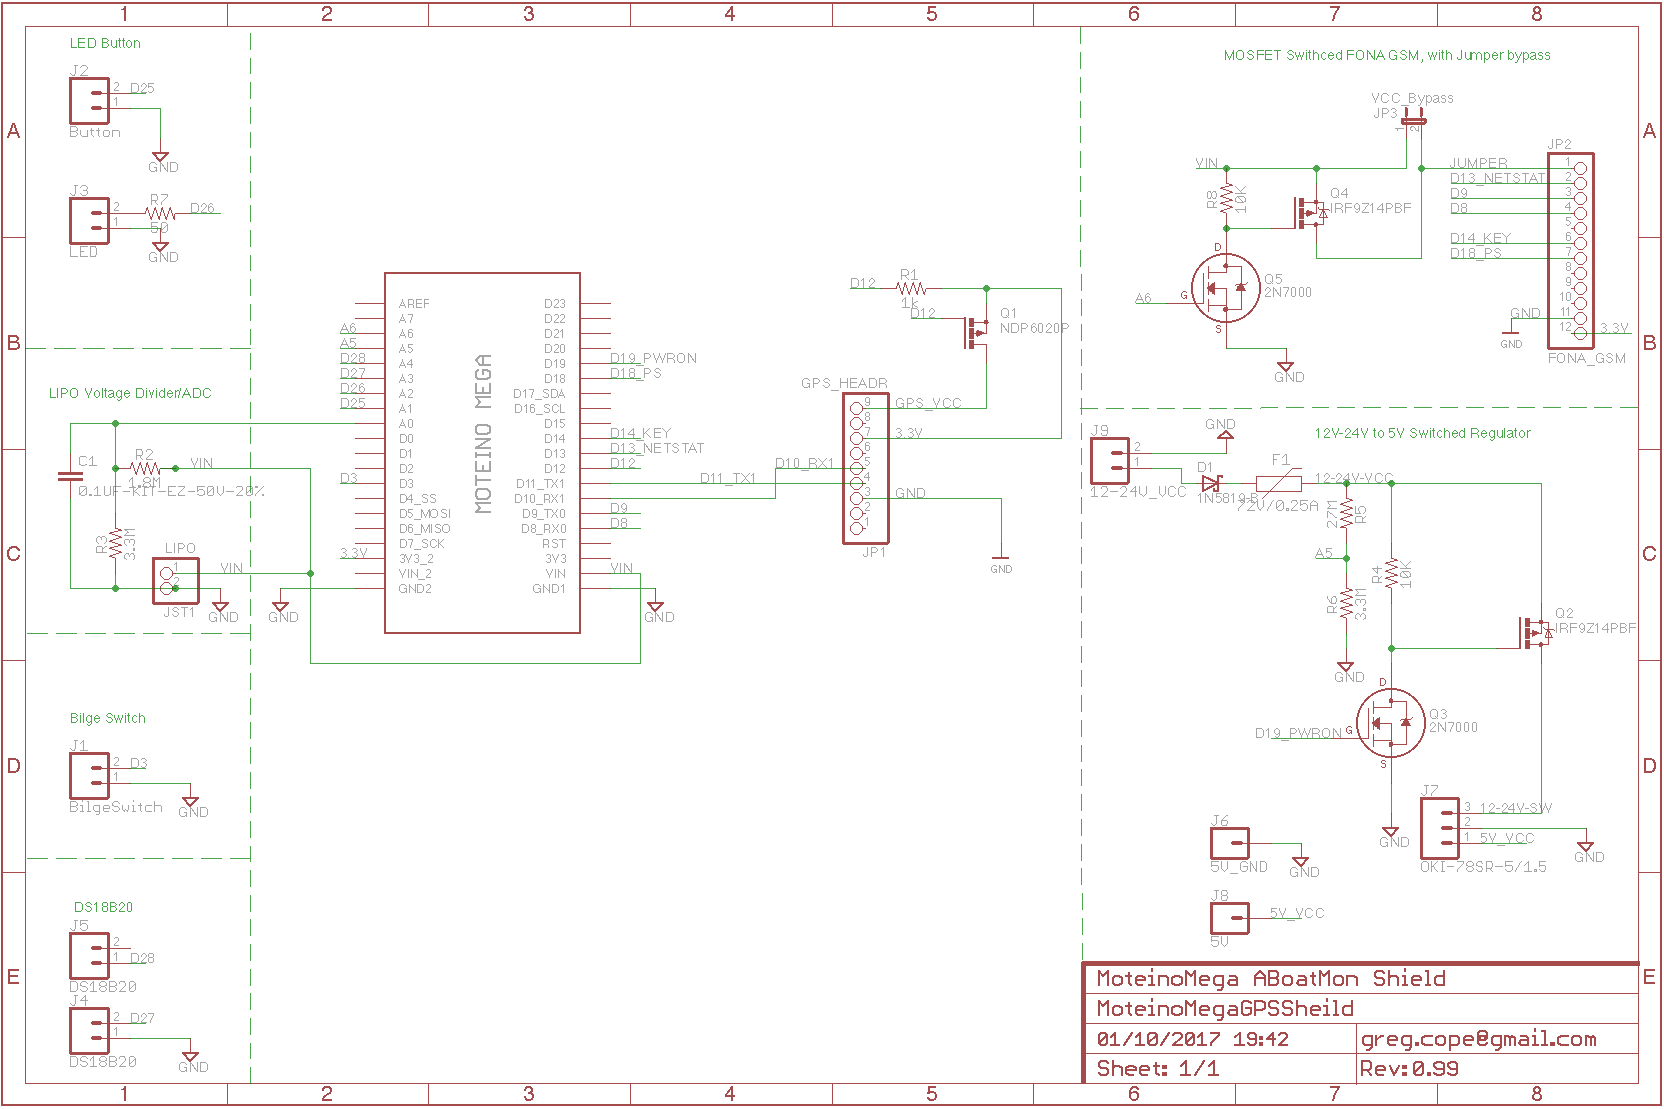 1 2 3 4 5 6 7 8
A
B
C
D
E
LED Button
J2
2 D25
1
Button
GND
J3
R7
2 D26
1
50
LED
GND
LIPO Voltage Divider/ADC
C1
R2
VIN
1.8M
0.1UF-KIT-EZ-50V-20%
R3
3.3M
LIPO
1 VIN
2
JST1
GND
Bilge Switch
J1
2 D3
1
BilgeSwitch
GND
DS18B20
J5
2
1 D28
DS18B20
J4
2 D27
1
DS18B20
GND
MOTEINO MEGA
AREF D23
A7 D22
A6 A6 D21
A5 A5 D20
D28 A4 D19 D19_PWRON
D27 A3 D18 D18_PS
D26 A2 D17_SDA
D25 A1 D16_SCL
A0 D15
D0 D14 D14_KEY
D1 D13 D13_NETSTAT
D2 D12 D12
D3 D3 D11_TX1 D11_TX1
D4_SS D10_RX1 D10_RX1
D5_MOSI D9_TX0 D9
D6_MISO D8_RX0 D8
D7_SCK RST
3.3V 3V3_2 3V3
VIN_2 VIN VIN
GND2 GND1
GND
GND
D12
R1
1k
D12
Q1
NDP6020P
GPS_HEADR
9 GPS_VCC
8
7 3.3V
6
5
4
3 GND
2
1
JP1
GND
MOSFET Swithced FONA GSM, with Jumper bypass
VCC_Bypass
JP3
1 2
VIN
R8
10K
Q4
IRF9Z14PBF
D
Q5
2N7000
A6
G
S
GND
JP2
JUMPER 1
D13_NETSTAT 2
D9 3
D8 4
5
D14_KEY 6
D18_PS 7
8
9
10
GND 11
12 3.3V
GND
FONA_GSM
12V-24V to 5V Switched Regulator
J9
2
1
12-24V_VCC
GND
D1
1N5819-B
F1
72V/0.25A
12-24V-VCC
27M
R5
A5
R6
3.3M
GND
R4
10K
Q2
IRF9Z14PBF
D
Q3
2N7000
D19_PWRON
G
S
GND
J7
3 12-24V-SW
2
1 5V_VCC
OKI-78SR-5/1.5
GND
J6
5V_GND
GND
J8
5V_VCC
5V
MoteinoMega ABoatMon Shield
MoteinoMegaGPSSheild
01/10/2017 19:42
greg.cope@gmail.com
Sheet: 1/1
Rev:0.99
A
B
C
D
E
1 2 3 4 5 6 7 8